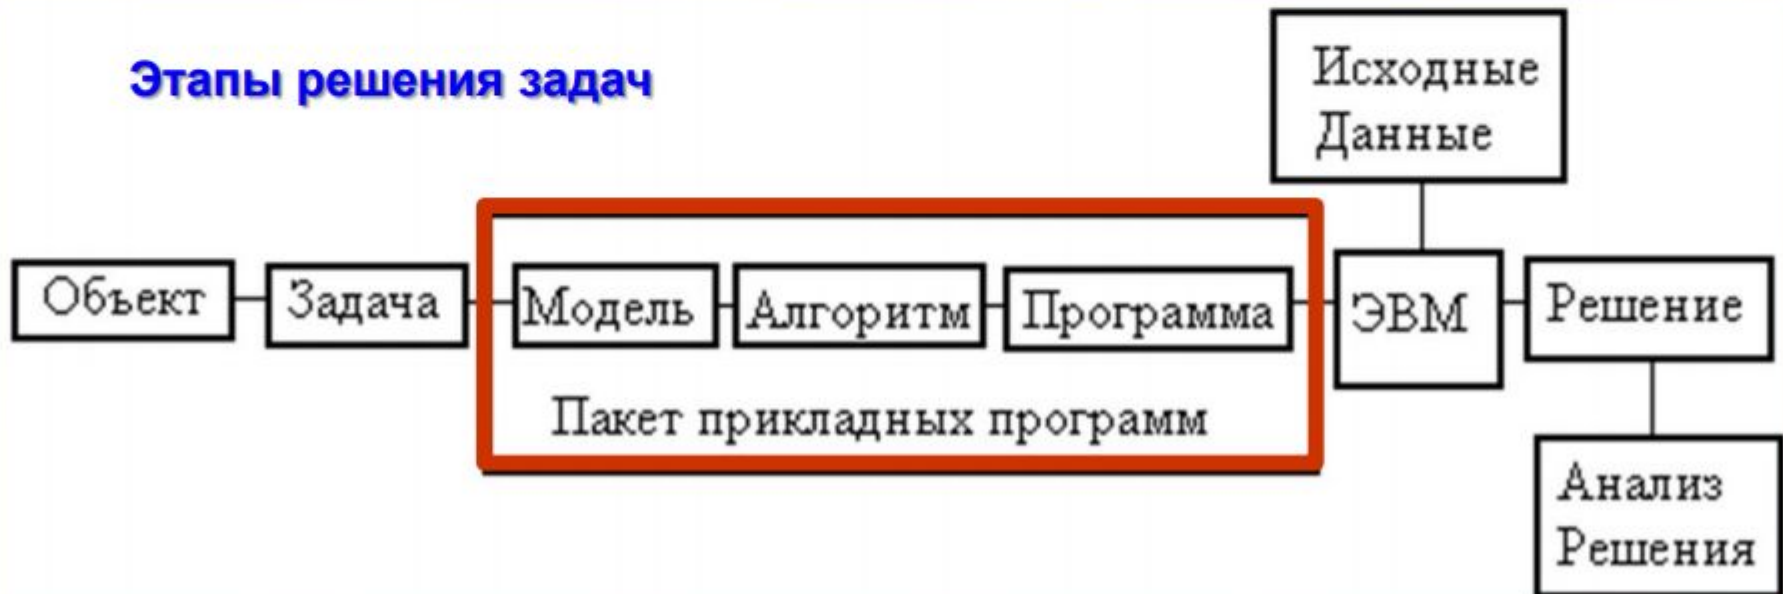 Этапы решения задач
Исходные
Данные
Объект
Задача
Модель
Алгоритм
Программа
ЭВМ
Решение
Пакет прикладных программ
Анализ
Решения